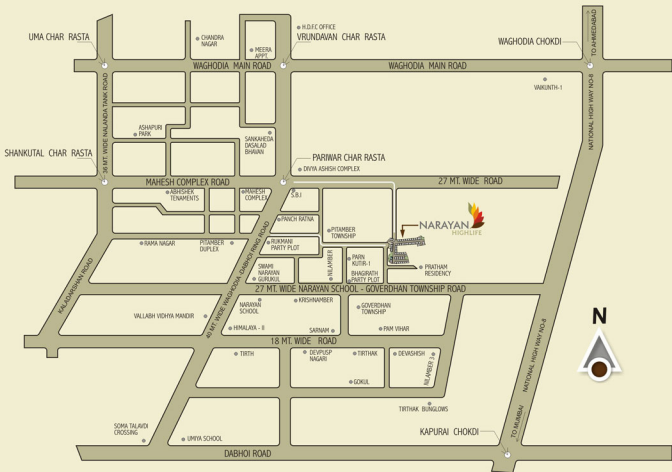 H.D.F.C OFFICE
UMA CHAR RASTA
CHANDRA
NAGAR
MEERA
APPT.
VRUNDAVAN CHAR RASTA
WAGHODIA CHOKDI
TO AHMEDABAD
WAGHODIA MAIN ROAD
WAGHODIA MAIN ROAD
VAIKUNTH-1
36 MT. WIDE NALANDA TANK ROAD
NATIONAL HIGH WAY NO-8
ASHAPURI
PARK
SANKAHEDA
DASALAD
BHAVAN
SHANKUTAL CHAR RASTA
PARIWAR CHAR RASTA
DIVYA ASHISH COMPLEX
MAHESH COMPLEX ROAD
27 MT. WIDE ROAD
ABHISHEK
TENAMENTS
MAHESH
COMPLEX
S.B.I
PANCH RATNA
NARAYAN
HIGHLIFE
PITAMBER
TOWNSHIP
RAMA NAGAR
PITAMBER
DUPLEX
RUKMANI
PARTY PLOT
40 MT. WIDE WAGHODIA -DABHOI RING ROAD
KALADARSHAN ROAD
SWAMI
NARAYAN
GURUKUL
NILAMBER
PARN
KUTIR-1
BHAGIRATH
PARTY PLOT
PRATHAM
RESIDENCY
27 MT. WIDE NARAYAN SCHOOL - GOVERDHAN TOWNSHIP ROAD
NARAYAN
SCHOOL
KRISHNAMBER
GOVERDHAN
TOWNSHIP
VALLABH VIDHYA MANDIR
HIMALAYA - II
SARNAM
PAM VIHAR
N
18 MT. WIDE ROAD
TIRTH
DEVPUSP
NAGARI
TIRTHAK
DEVASHISH
NILAMBER 3
GOKUL
NATIONAL HIGH WAY NO-8
TIRTHAK BUNGLOWS
SOMA TALAVDI
CROSSING
UMIYA SCHOOL
KAPURAI CHOKDI
TO MUMBAI
DABHOI ROAD